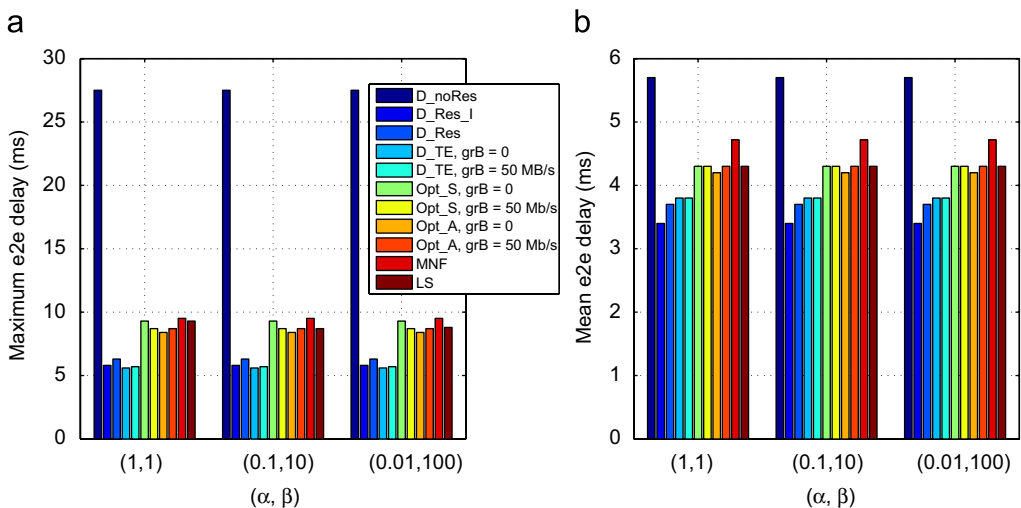 a
Maximum e2e delay (ms)
30
25
20
15
10
5
0
(1,1)
(0.1,10)
(0.01,100)
(α, β)
D_noRes
D_Res_I
D_Res
D_TE, grB = 0
D_TE, grB = 50 MB/s
Opt_S, grB = 0
Opt_S, grB = 50 Mb/s
Opt_A, grB = 0
Opt_A, grB = 50 Mb/s
MNF
LS
b
Mean e2e delay (ms)
6
5
4
3
2
1
0
(1,1)
(0.1,10)
(0.01,100)
(α, β)